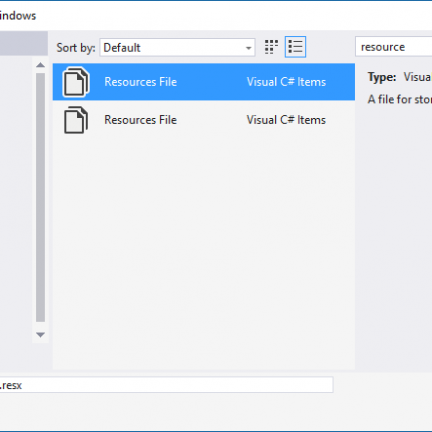 indows
Sort by: Default
resource
Resources File Visual C# Items
Type: Visua
Resources File Visual C# Items
A file for stor
.resx